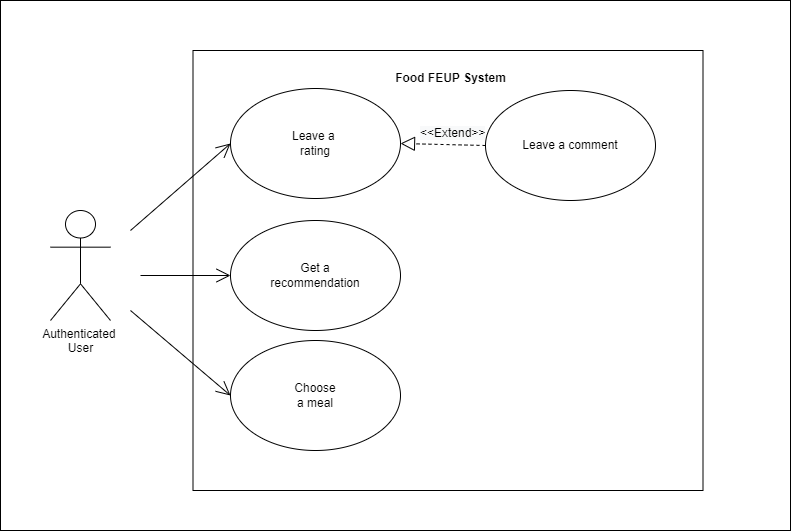 Food FEUP System
Leave a
rating
<<Extend>>
Leave a comment
Get a
recommendation
Authenticated
User
Choose
a meal